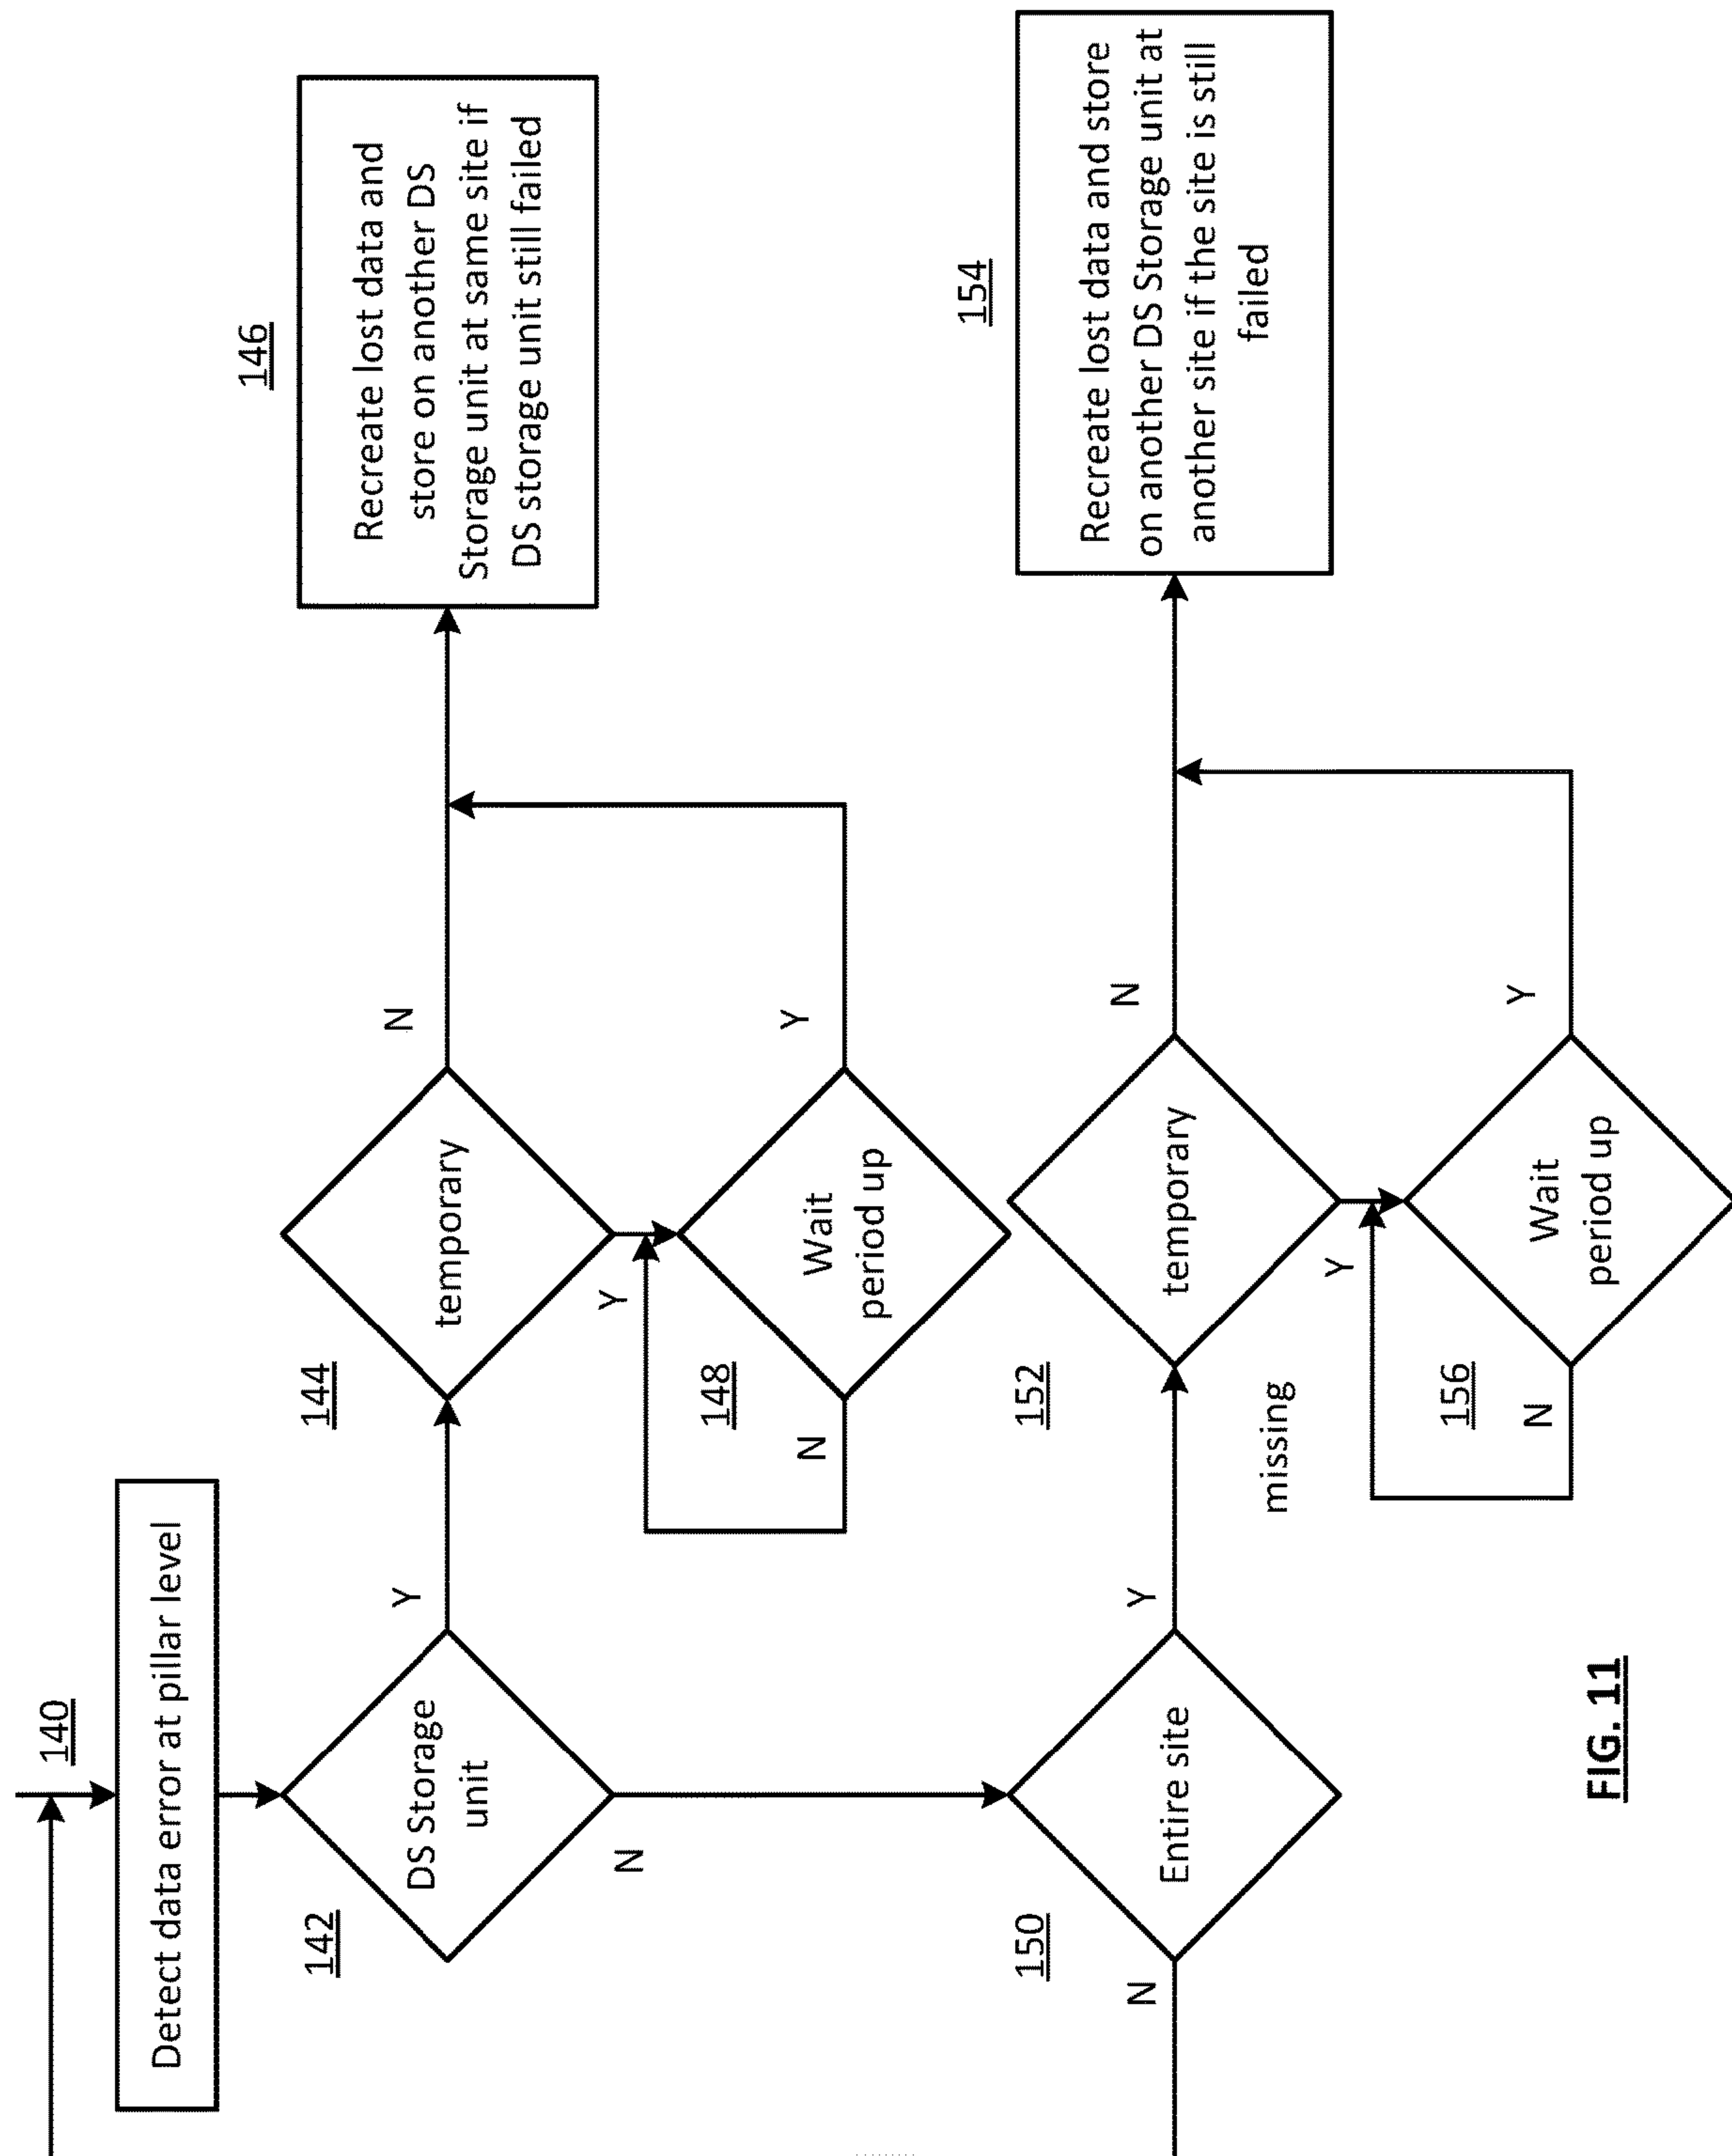 140
Detect data error at pillar level
142
DS Storage
unit
Y
N
144
temporary
N
Y
146
Recreate lost data and
store on another DS
Storage unit at same site if
DS storage unit still failed
148
Wait
period up
Y
N
150
Entire site
Y
N
152
temporary
N
Y
missing
154
Recreate lost data and store
on another DS Storage unit at
another site if the site is still
failed
156
Wait
period up
Y
N
FIG. 11